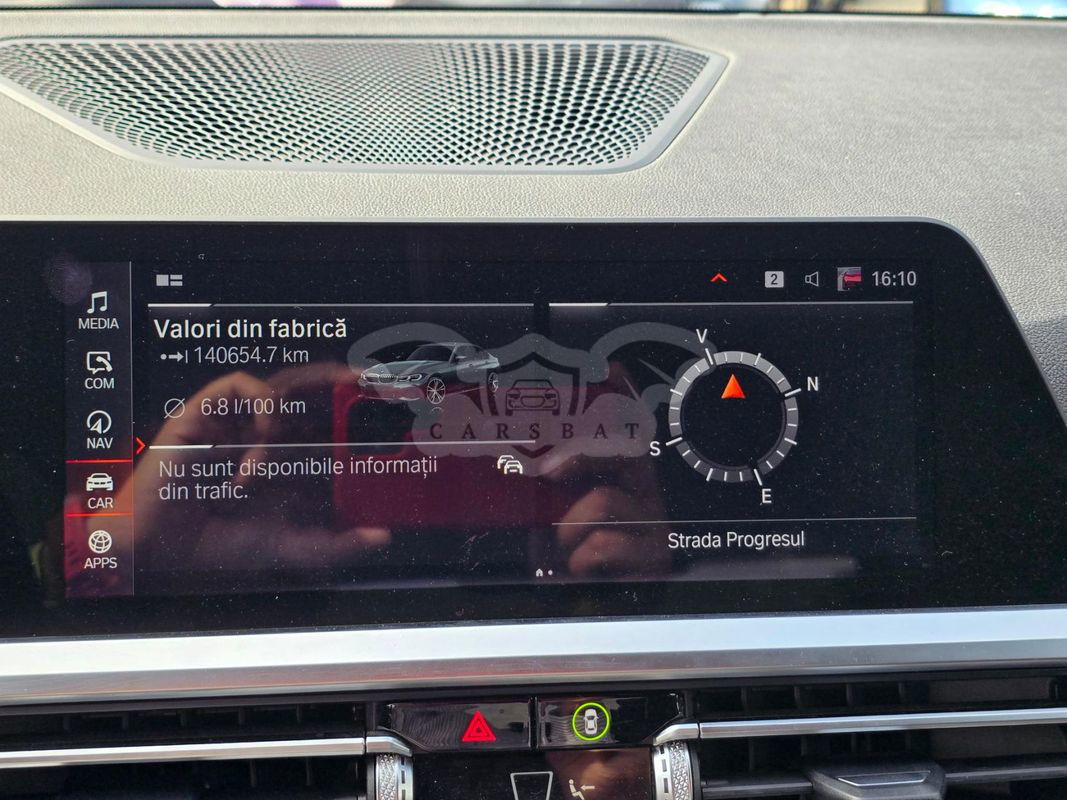 2
16:10
MEDIA
COM
NAV
CAR
APPS
Valori din fabrică
140654.7 km
6.8 l/100 km
CARSBAT
Nu sunt disponibile informații
din trafic.
V
N
S
E
Strada Progresul